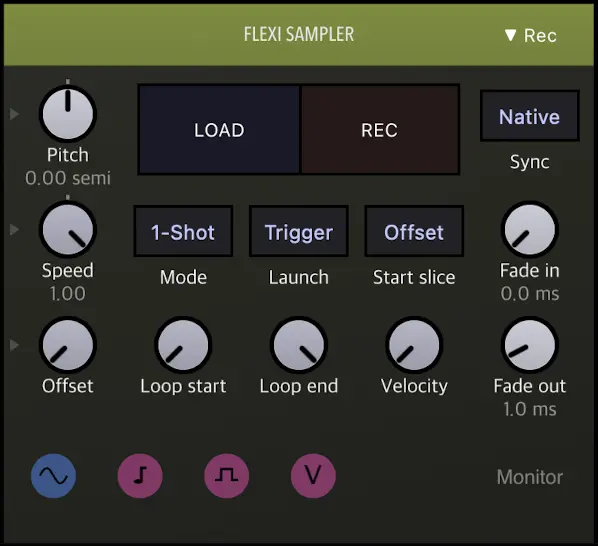 FLEXI SAMPLER ▼ Rec
LOAD REC Native
Pitch Sync
0.00 semi
1-Shot Trigger Offset
Speed Mode Launch Start slice Fade in
1.00 0.0 ms
Offset Loop start Loop end Velocity Fade out
1.0 ms
V Monitor